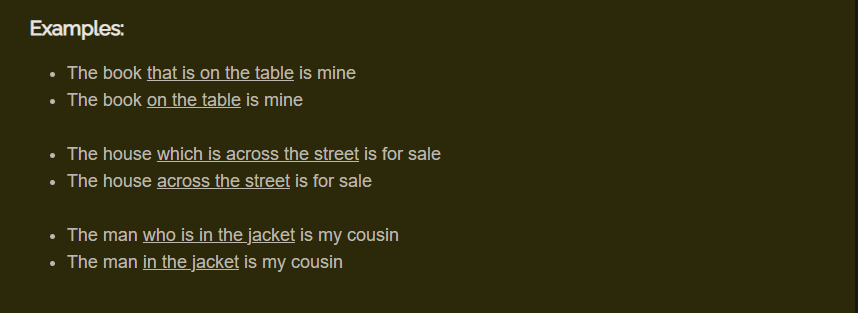 Examples:
• The book that is on the table is mine
• The book on the table is mine
• The house which is across the street is for sale
• The house across the street is for sale
• The man who is in the jacket is my cousin
• The man in the jacket is my cousin